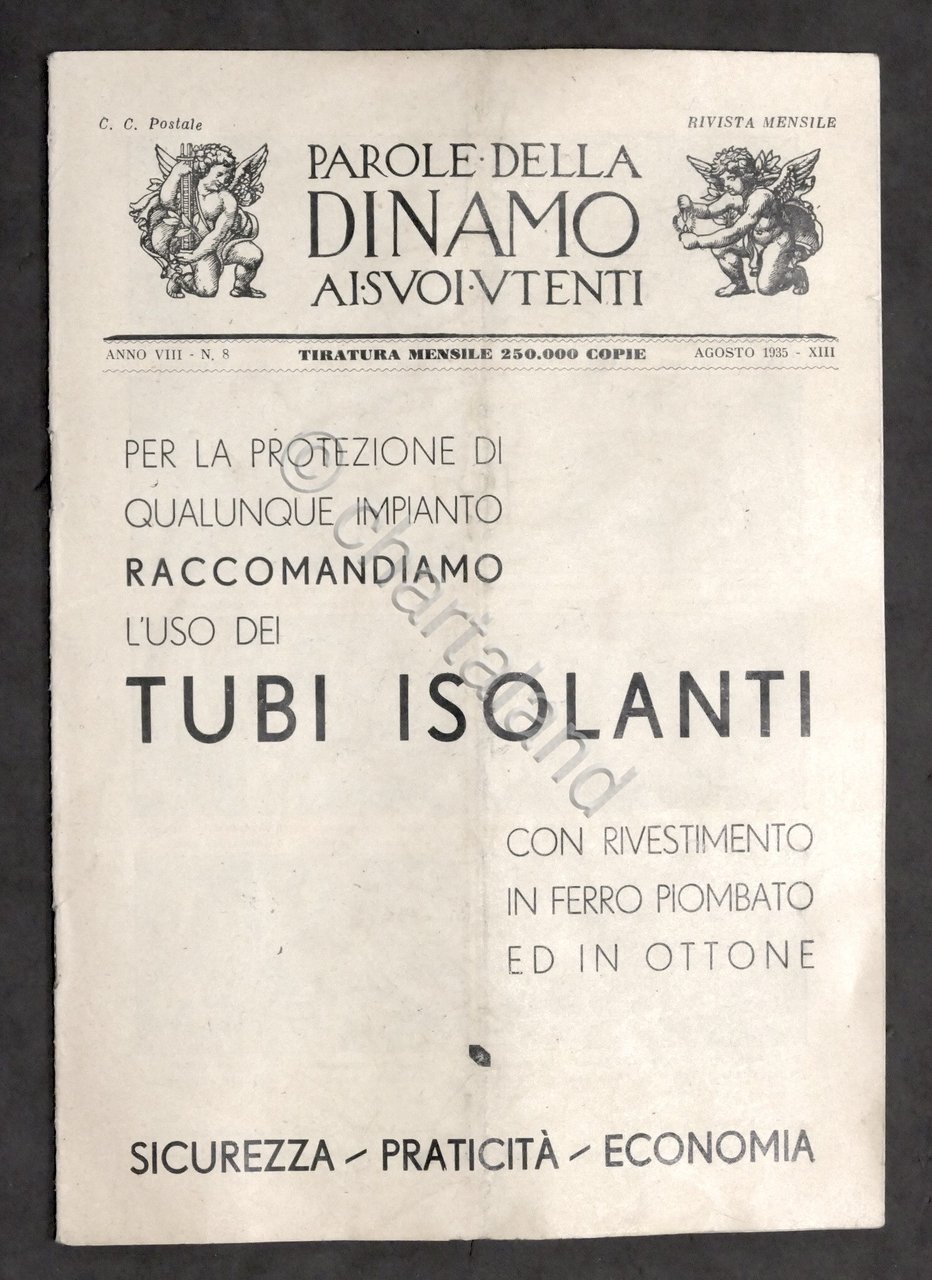 C. C. Postale
RIVISTA MENSILE
PAROLE·DELLA
DINAMO
AI·SVOI·VTENTI
ANNO VIII - N. 8
TIRATURA MENSILE 250.000 COPIE
AGOSTO 1935 - XIII
PER LA PROTEZIONE DI
QUALUNQUE IMPIANTO
RACCOMANDIAMO
L'USO DEI
TUBI ISOLANTI
CON RIVESTIMENTO
IN FERRO PIOMBATO
ED IN OTTONE
SICUREZZA - PRATICITÀ - ECONOMIA
© chartaland